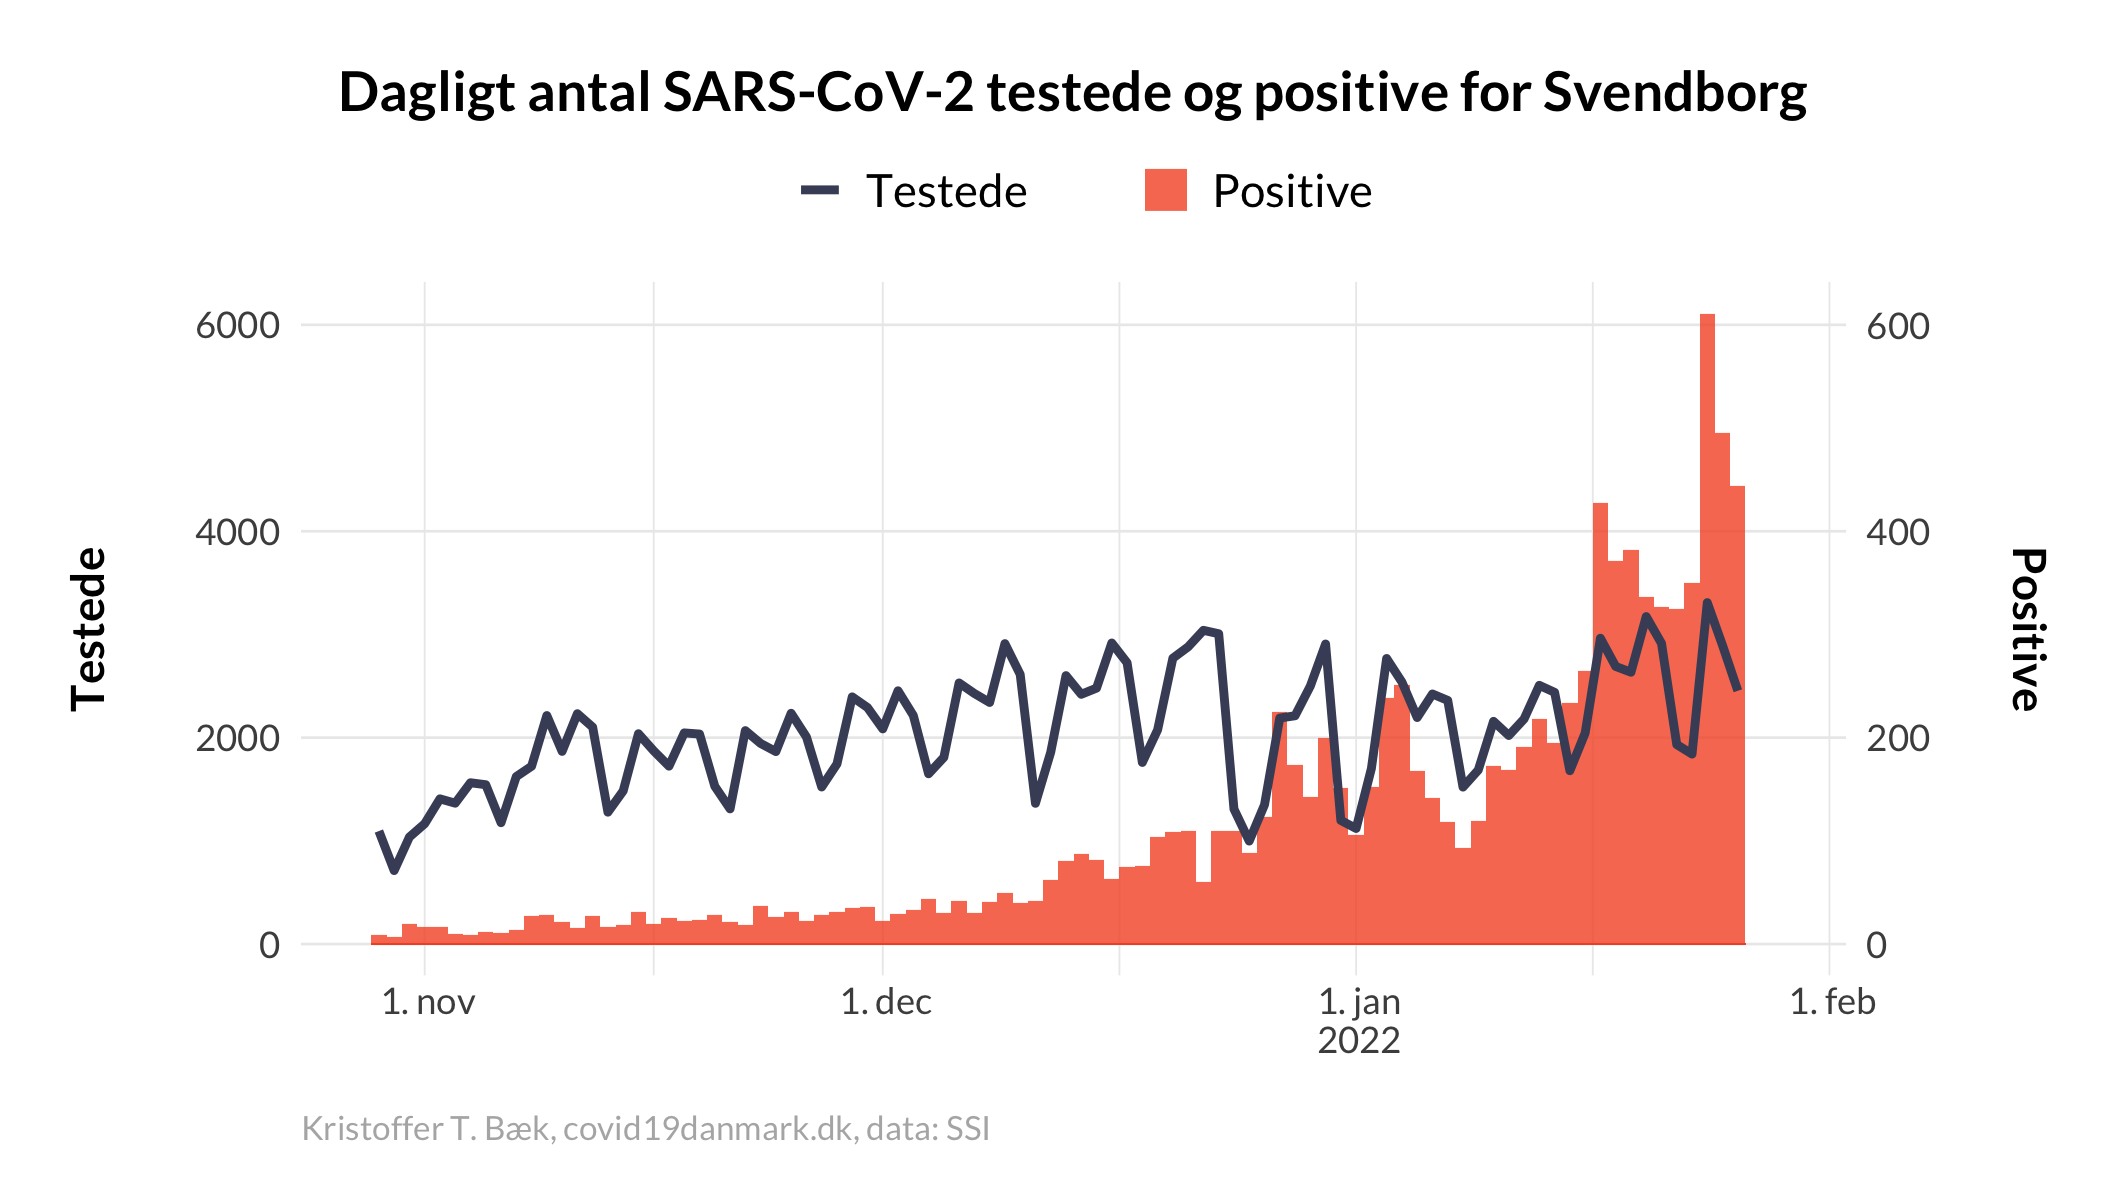 Dagligt antal SARS-CoV-2 testede og positive for Svendborg
Testede Positive
6000 600
4000 400
2000 200
0 0
Testede
Positive
1. nov 1. dec 1. jan 1. feb
2022
Kristoffer T. Bæk, covid19danmark.dk, data: SSI